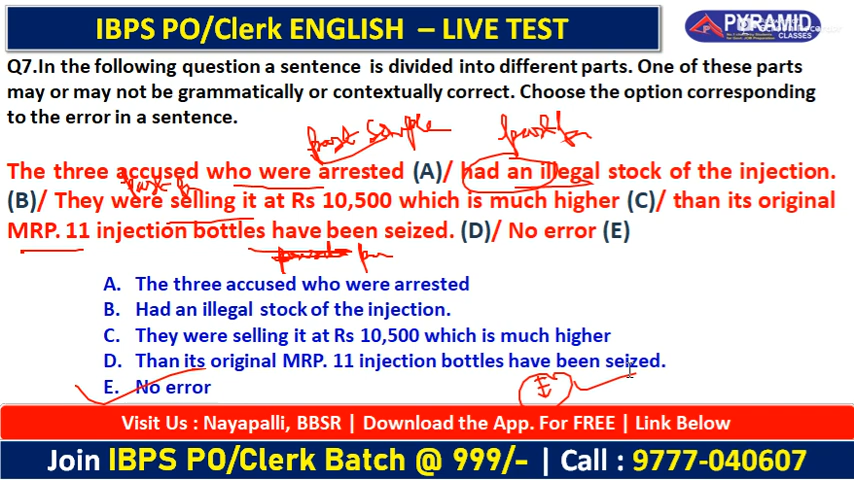 IBPS PO/Clerk ENGLISH – LIVE TEST
PYRAMID
CLASSES
Q7.In the following question a sentence is divided into different parts. One of these parts
may or may not be grammatically or contextually correct. Choose the option corresponding
to the error in a sentence.
past simple
The three accused who were arrested (A)/ had an illegal stock of the injection.
(B)/ They were selling it at Rs 10,500 which is much higher (C)/ than its original
MRP. 11 injection bottles have been seized. (D)/ No error (E)
A. The three accused who were arrested
B. Had an illegal stock of the injection.
C. They were selling it at Rs 10,500 which is much higher
D. Than its original MRP. 11 injection bottles have been seized.
E. No error
E
Visit Us : Nayapalli, BBSR | Download the App. For FREE | Link Below
Join IBPS PO/Clerk Batch @ 999/- | Call : 9777-040607